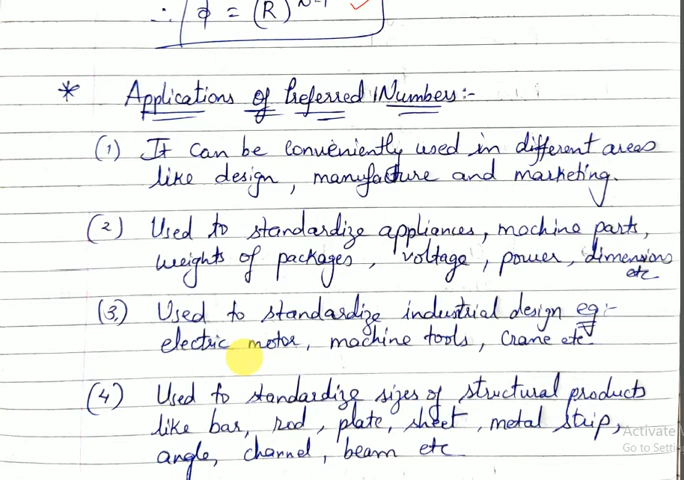 ∴ φ = (R)^N-1 ✓
* Applications of Preferred Numbers:-
(1) It can be conveniently used in different areas
like design, manufacture and marketing.
(2) Used to standardize appliances, machine parts,
weights of packages, voltage, power, dimensions
etc
(3) Used to standardize industrial design eg:-
electric motor, machine tools, crane etc.
(4) Used to standardize sizes of structural products
like bar, rod, plate, sheet, metal strip,
angle, channel, beam etc
Activate
Go to Setti